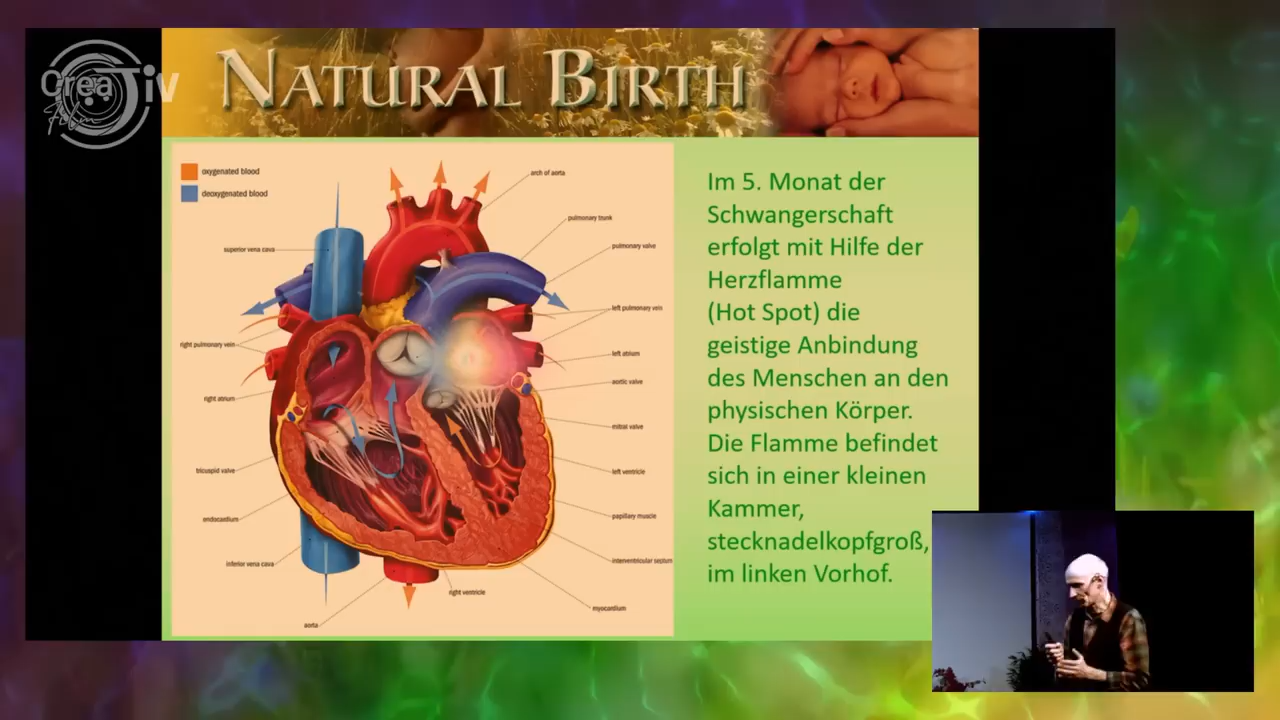 Creativ
Film
NATURAL BIRTH
oxygenated blood
deoxygenated blood
arch of aorta
pulmonary trunk
pulmonary valve
superior vena cava
left pulmonary vein
right pulmonary vein
left atrium
aortic valve
right atrium
mitral valve
tricuspid valve
left ventricle
endocardium
papillary muscle
inferior vena cava
interventricular septum
right ventricle
myocardium
aorta
Im 5. Monat der
Schwangerschaft
erfolgt mit Hilfe der
Herzflamme
(Hot Spot) die
geistige Anbindung
des Menschen an den
physischen Körper.
Die Flamme befindet
sich in einer kleinen
Kammer,
stecknadelkopfgroß,
im linken Vorhof.